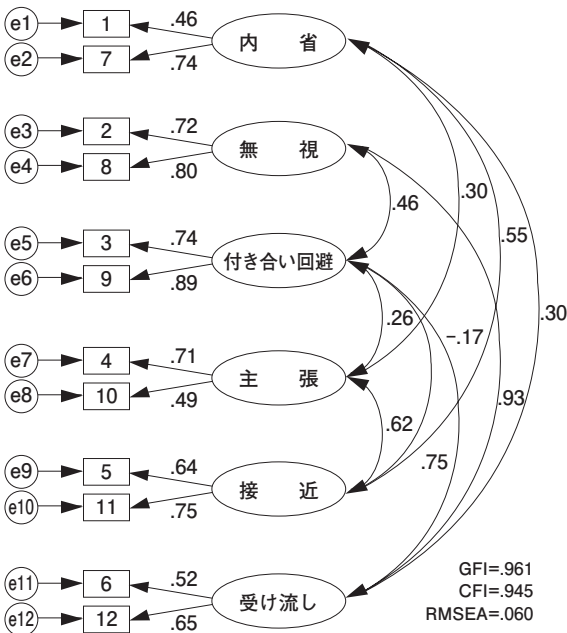 e1 1 .46
e2 7 .74
内 省
e3 2 .72
e4 8 .80
無 視
e5 3 .74
e6 9 .89
付き合い回避
e7 4 .71
e8 10 .49
主 張
e9 5 .64
e10 11 .75
接 近
e11 6 .52
e12 12 .65
受け流し
.46
.30
.55
.30
.26
-.17
.93
.62
.75
GFI=.961
CFI=.945
RMSEA=.060